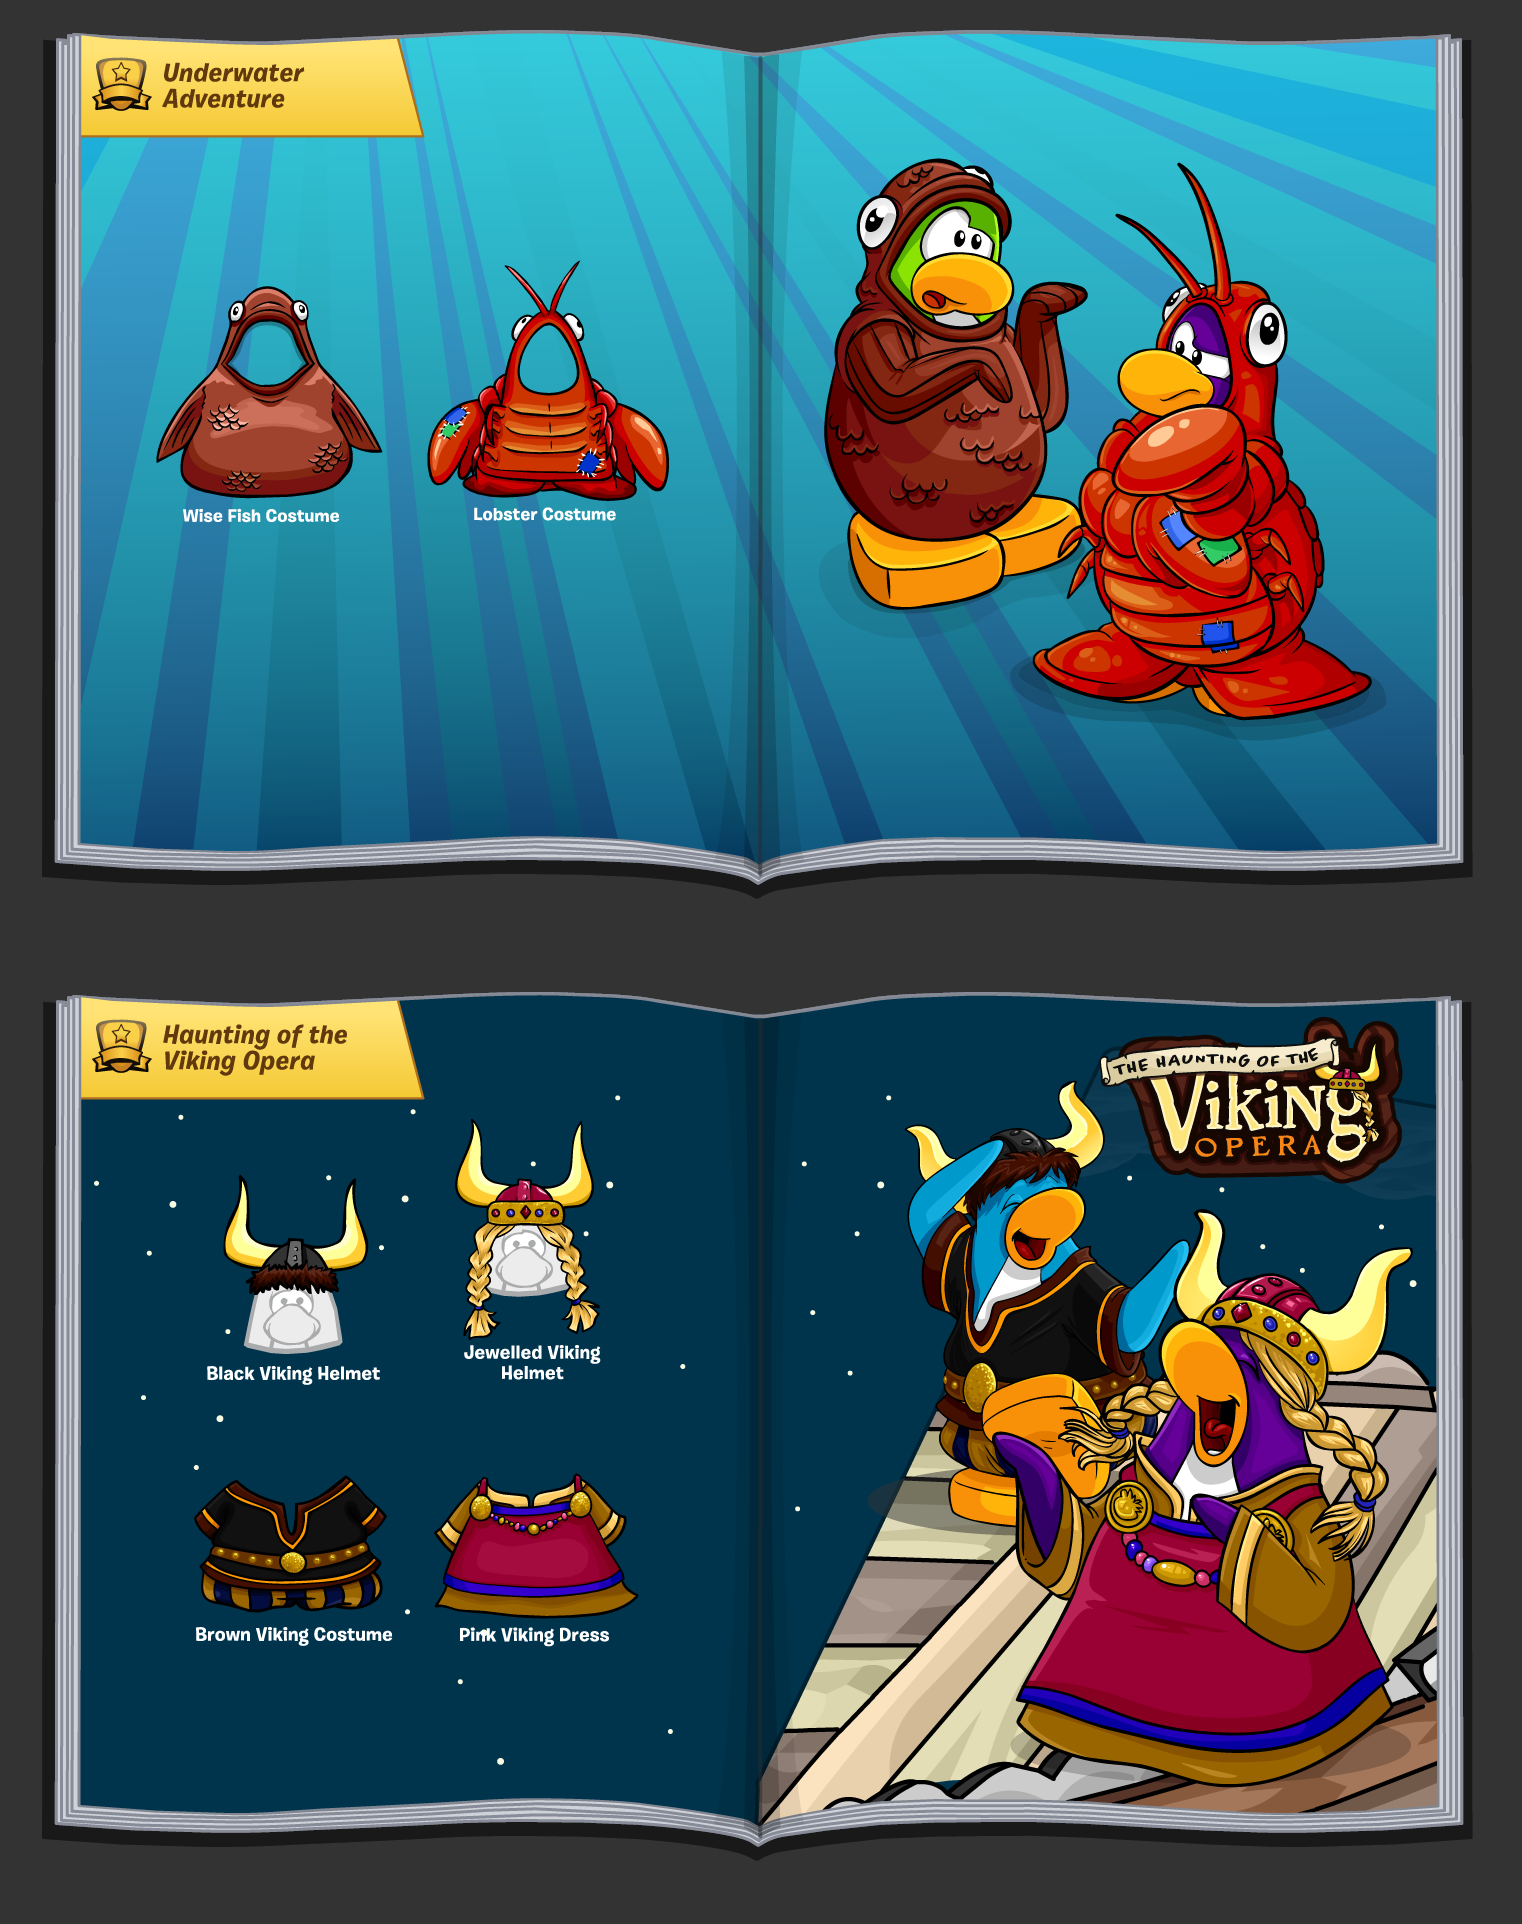 Underwater
Adventure
Wise Fish Costume
Lobster Costume
Haunting of the
Viking Opera
THE HAUNTING OF THE
Viking
OPERA
Black Viking Helmet
Jewelled Viking
Helmet
Brown Viking Costume
Pink Viking Dress